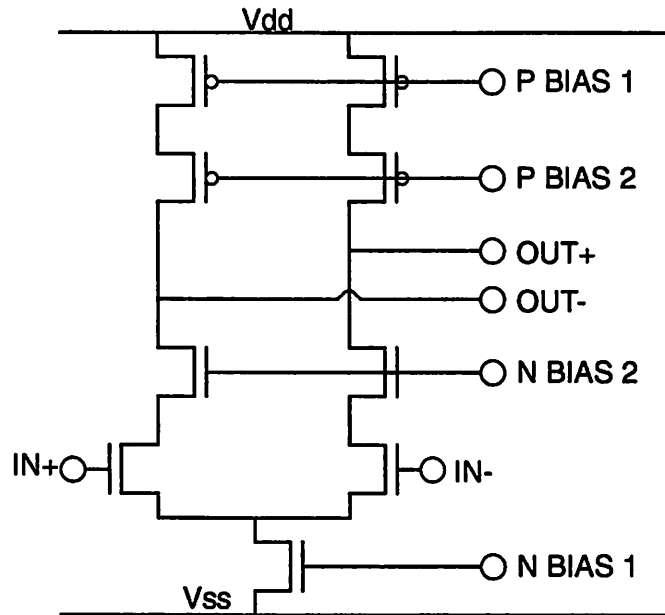 Vdd
P BIAS 1
P BIAS 2
OUT+
OUT-
N BIAS 2
IN+
IN-
N BIAS 1
Vss